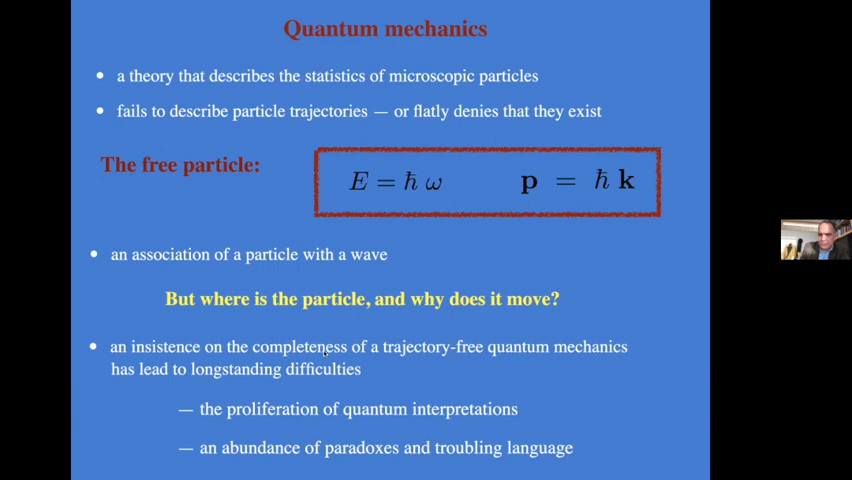 Quantum mechanics
• a theory that describes the statistics of microscopic particles
• fails to describe particle trajectories — or flatly denies that they exist
The free particle:
E = ħ ω p = ħ k
• an association of a particle with a wave
But where is the particle, and why does it move?
• an insistence on the completeness of a trajectory-free quantum mechanics
has lead to longstanding difficulties
— the proliferation of quantum interpretations
— an abundance of paradoxes and troubling language